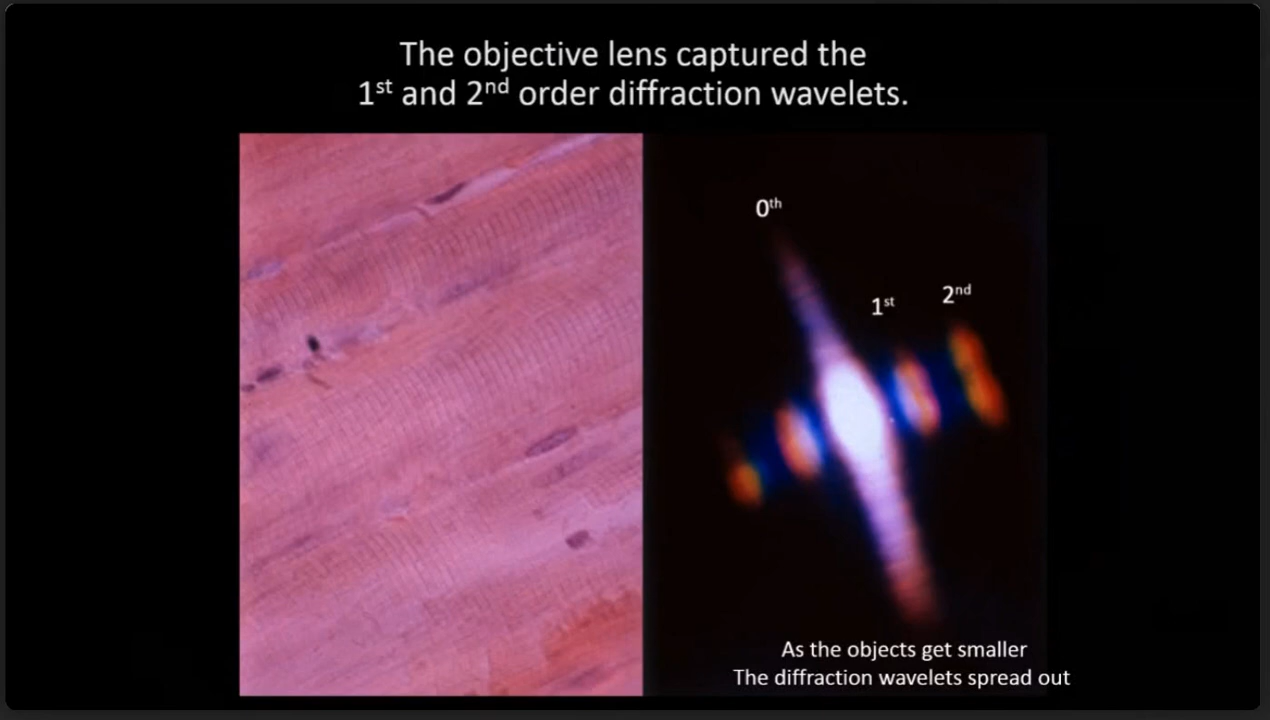 The objective lens captured the
1st and 2nd order diffraction wavelets.
0th
1st
2nd
As the objects get smaller
The diffraction wavelets spread out